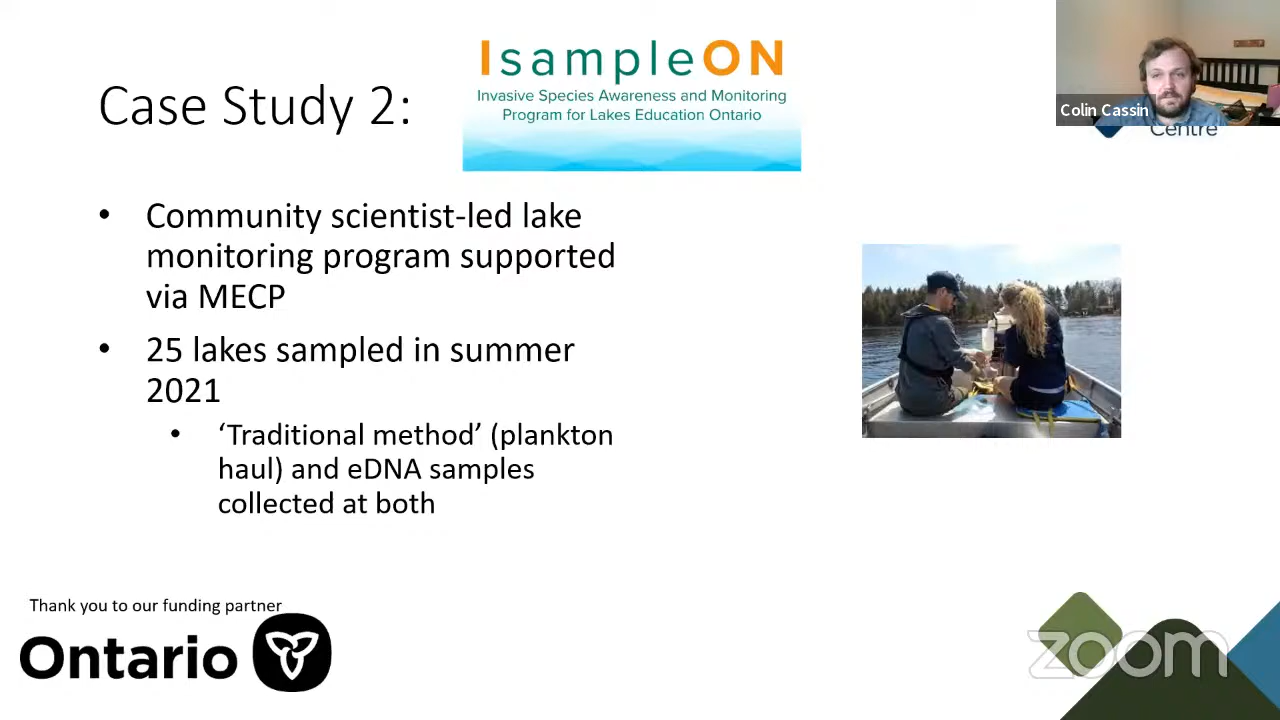 Case Study 2:
IsampleON
Invasive Species Awareness and Monitoring
Program for Lakes Education Ontario
Colin Cassin
Centre
• Community scientist-led lake
monitoring program supported
via MECP
• 25 lakes sampled in summer
2021
• ‘Traditional method’ (plankton
haul) and eDNA samples
collected at both
Thank you to our funding partner
Ontario
zoom